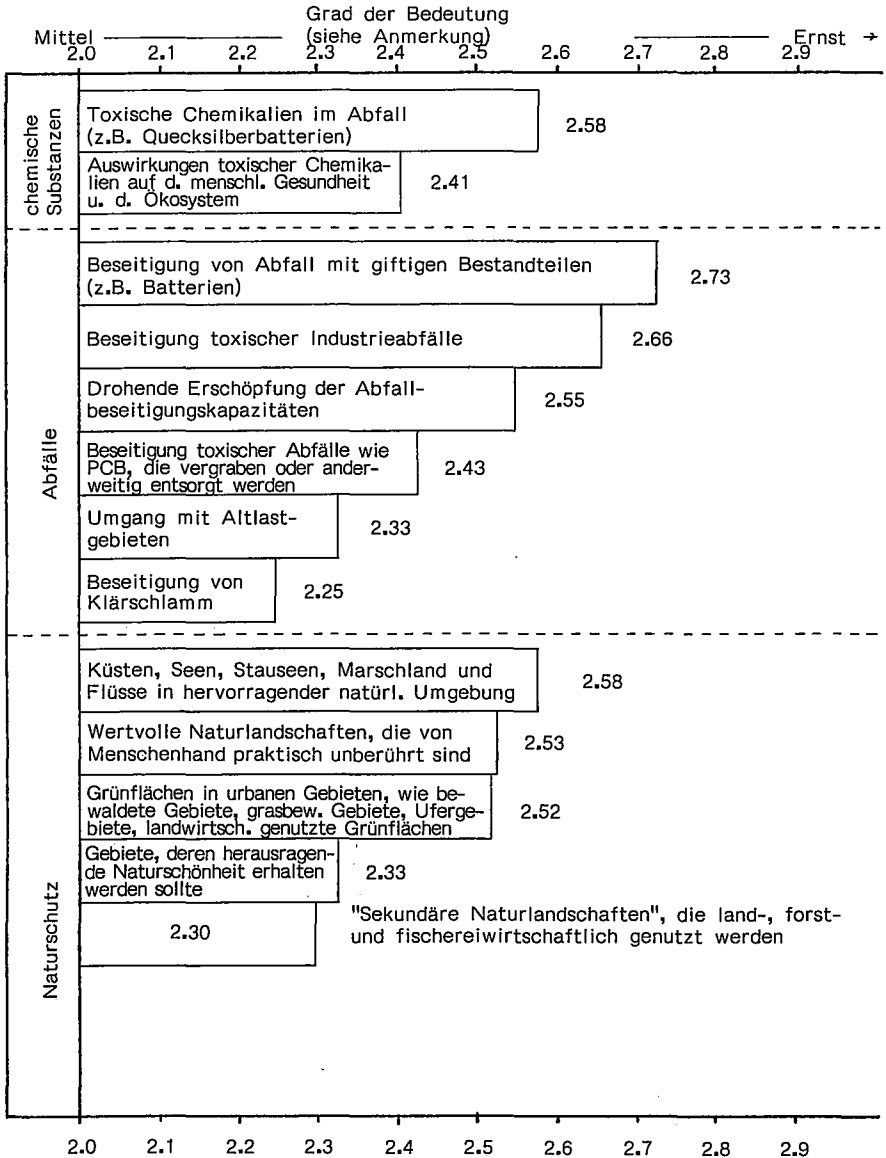 Grad der Bedeutung
Mittel (siehe Anmerkung) Ernst →
2.0 2.1 2.2 2.3 2.4 2.5 2.6 2.7 2.8 2.9
chemische
Substanzen
Toxische Chemikalien im Abfall
(z.B. Quecksilberbatterien)
2.58
Auswirkungen toxischer Chemika-
lien auf d. menschl. Gesundheit
u. d. Ökosystem
2.41
Abfälle
Beseitigung von Abfall mit giftigen Bestandteilen
(z.B. Batterien)
2.73
Beseitigung toxischer Industrieabfälle
2.66
Drohende Erschöpfung der Abfall-
beseitigungskapazitäten
2.55
Beseitigung toxischer Abfälle wie
PCB, die vergraben oder ander-
weitig entsorgt werden
2.43
Umgang mit Altlast-
gebieten
2.33
Beseitigung von
Klärschlamm
2.25
Naturschutz
Küsten, Seen, Stauseen, Marschland und
Flüsse in hervorragender natürl. Umgebung
2.58
Wertvolle Naturlandschaften, die von
Menschenhand praktisch unberührt sind
2.53
Grünflächen in urbanen Gebieten, wie be-
waldete Gebiete, grasbew. Gebiete, Uferge-
biete, landwirtsch. genutzte Grünflächen
2.52
Gebiete, deren herausragen-
de Naturschönheit erhalten
werden sollte
2.33
2.30
"Sekundäre Naturlandschaften", die land-, forst-
und fischereiwirtschaftlich genutzt werden
2.0 2.1 2.2 2.3 2.4 2.5 2.6 2.7 2.8 2.9